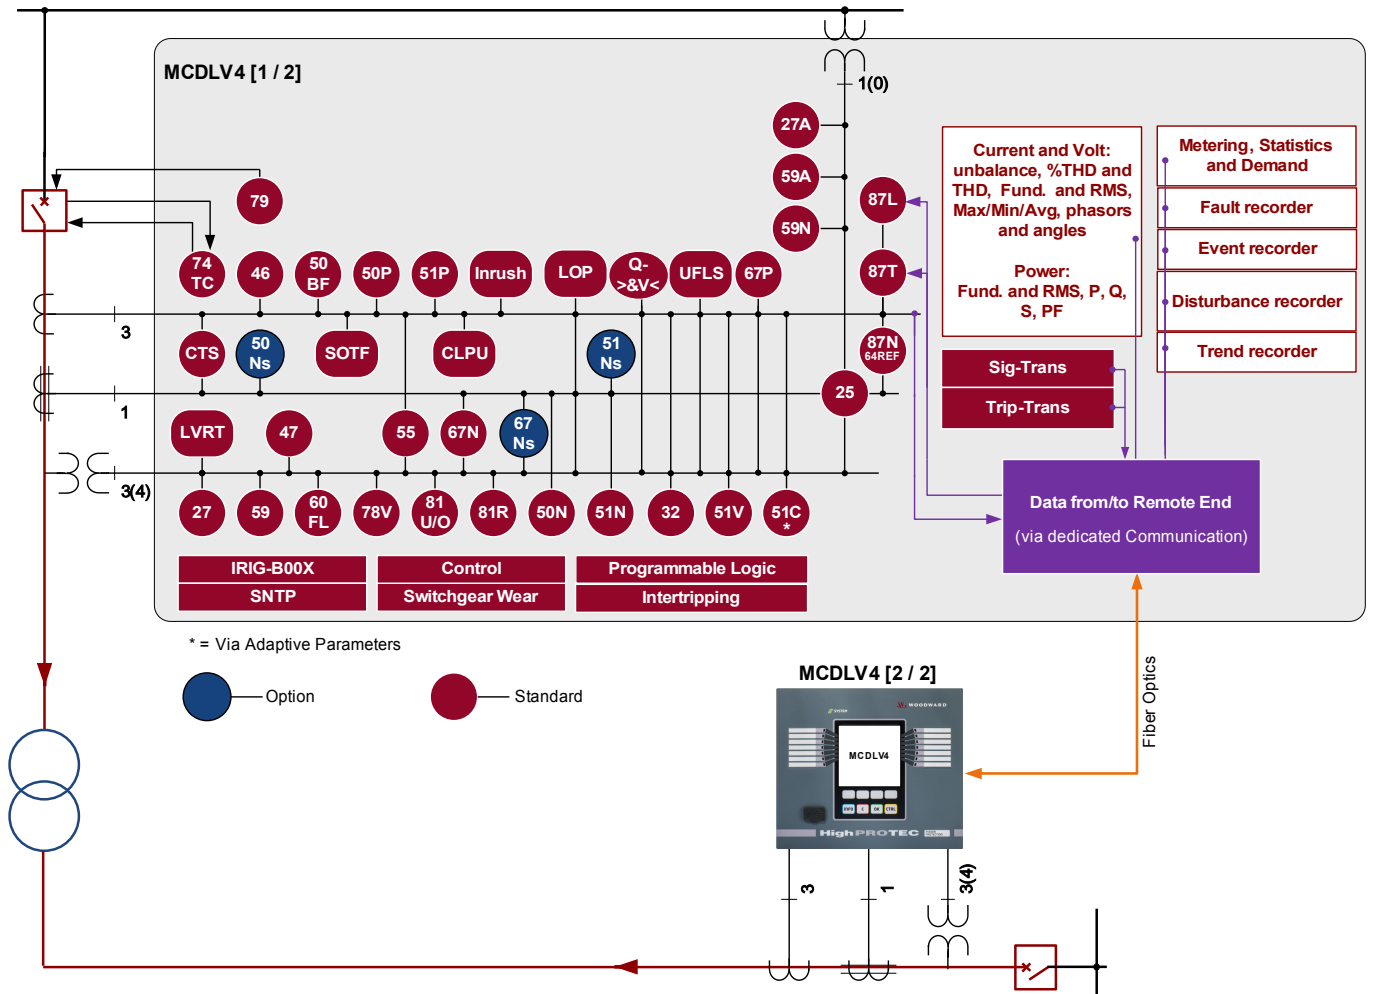 MCDLV4 [1 / 2]
1(0)
27A
59A
59N
79
87L
87T
74
TC
46
50
BF
50P
51P
Inrush
LOP
Q-
>&V<
UFLS
67P
3
CTS
50
Ns
SOTF
CLPU
51
Ns
87N
64REF
25
1
LVRT
47
55
67N
67
Ns
3(4)
27
59
60
FL
78V
81
U/O
81R
50N
51N
32
51V
51C
*
Current and Volt:
unbalance, %THD and
THD, Fund. and RMS,
Max/Min/Avg, phasors
and angles
Power:
Fund. and RMS, P, Q,
S, PF
Metering, Statistics
and Demand
Fault recorder
Event recorder
Disturbance recorder
Trend recorder
Sig-Trans
Trip-Trans
Data from/to Remote End
(via dedicated Communication)
IRIG-B00X
SNTP
Control
Switchgear Wear
Programmable Logic
Intertripping
* = Via Adaptive Parameters
Option
Standard
Fiber Optics
MCDLV4 [2 / 2]
SYSTEM
WOODWARD
MCDLV4
INFO
C
OK
CTRL
HighPROTEC
3
1
3(4)